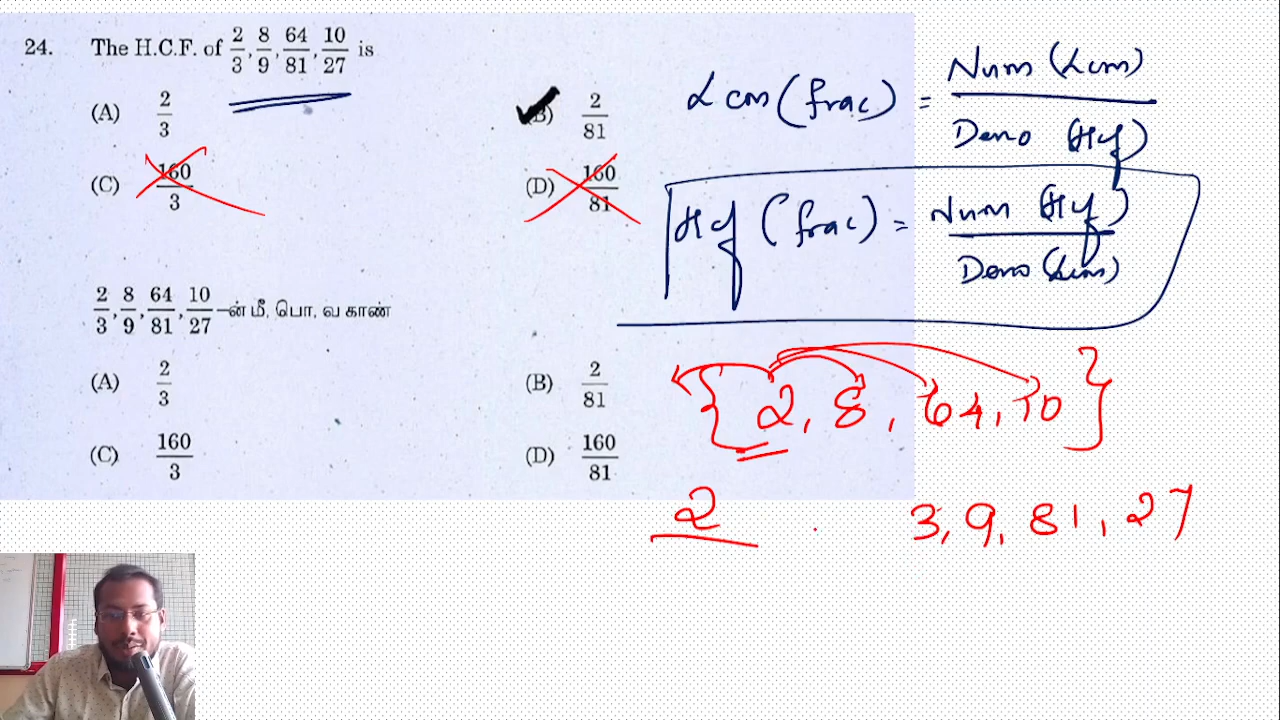 24. The H.C.F. of 2/3, 8/9, 64/81, 10/27 is
(A) 2/3 (B) 2/81
(C) 160/3 (D) 160/81
2/3, 8/9, 64/81, 10/27 –ன் மீ, பொ, வ காண்
(A) 2/3 (B) 2/81
(C) 160/3 (D) 160/81
Lcm (frac) = Num (Lcm) / Deno (Hcf)
Hcf (frac) = Num (Hcf) / Deno (Lcm)
{2, 8, 64, 10}
2
3, 9, 81, 27